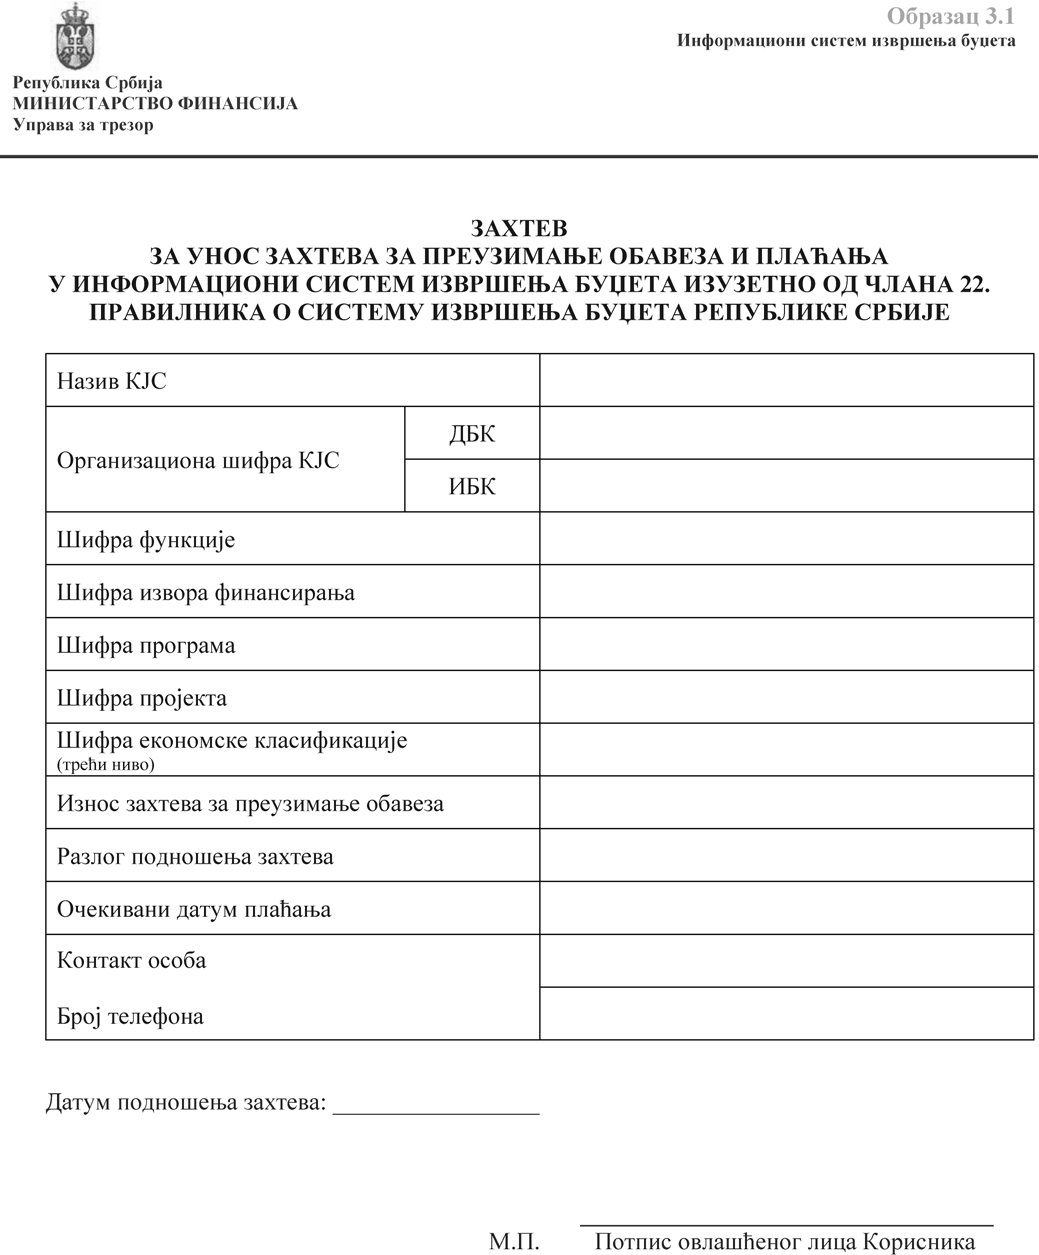 Образац 3.1
Информациони систем извршења буџета
Република Србија
МИНИСТАРСТВО ФИНАНСИЈА
Управа за трезор
ЗАХТЕВ
ЗА УНОС ЗАХТЕВА ЗА ПРЕУЗИМАЊЕ ОБАВЕЗА И ПЛАЋАЊА
У ИНФОРМАЦИОНИ СИСТЕМ ИЗВРШЕЊА БУЏЕТА ИЗУЗЕТНО ОД ЧЛАНА 22.
ПРАВИЛНИКА О СИСТЕМУ ИЗВРШЕЊА БУЏЕТА РЕПУБЛИКЕ СРБИЈЕ
Назив КЈС
Организациона шифра КЈС
ДБК
ИБК
Шифра функције
Шифра извора финансирања
Шифра програма
Шифра пројекта
Шифра економске класификације
(трећи ниво)
Износ захтева за преузимање обавеза
Разлог подношења захтева
Очекивани датум плаћања
Контакт особа
Број телефона
Датум подношења захтева: _________________
М.П. Потпис овлашћеног лица Корисника